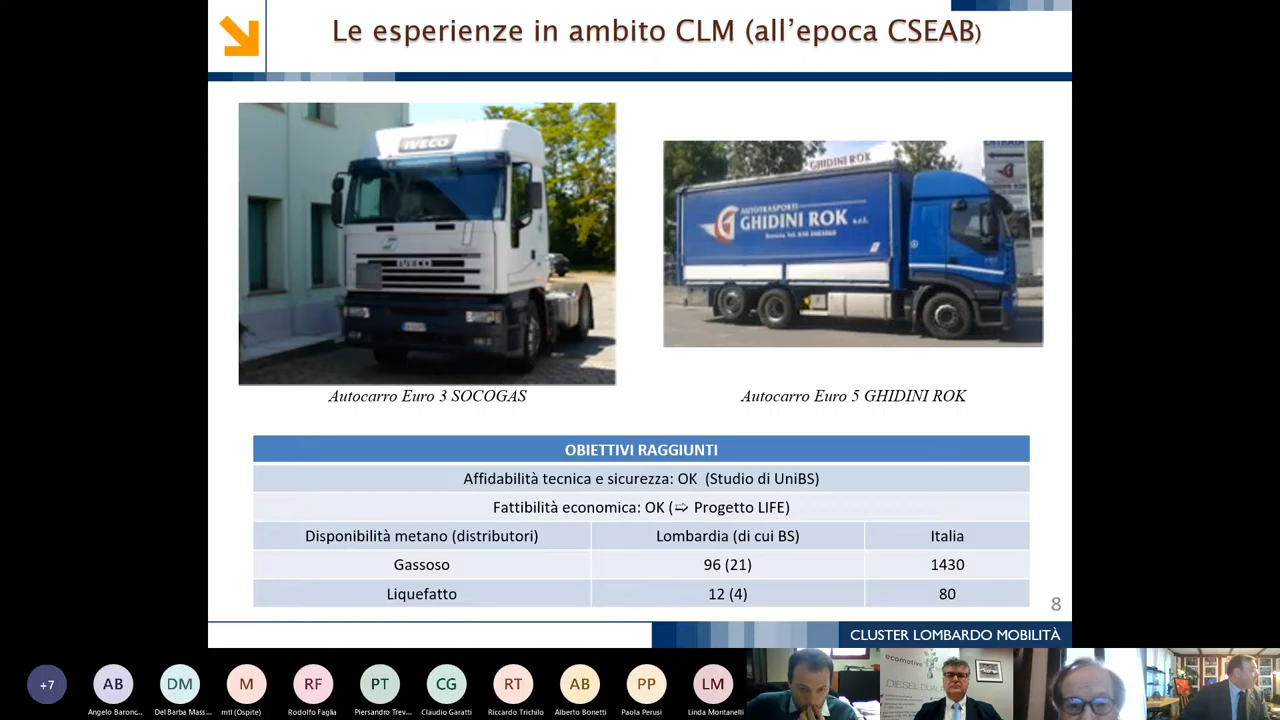 Le esperienze in ambito CLM (all'epoca CSEAB)
IVECO
IVECO
GHIDINI ROK
AUTOTRASPORTI
GHIDINI ROK s.r.l.
Autocarro Euro 3 SOCOGAS
Autocarro Euro 5 GHIDINI ROK
OBIETTIVI RAGGIUNTI
Affidabilità tecnica e sicurezza: OK (Studio di UniBS)
Fattibilità economica: OK (⇨ Progetto LIFE)
Disponibilità metano (distributori) Lombardia (di cui BS) Italia
Gassoso 96 (21) 1430
Liquefatto 12 (4) 80
8
CLUSTER LOMBARDO MOBILITÀ
+7 AB DM M RF PT CG RT AB PP LM
Angelo Baronc... Del Barba Mass... mtl (Ospite) Rodolfo Faglia Piersandro Trev... Claudio Garatti Riccardo Trichilo Alberto Bonetti Paola Perusi Linda Montanelli
ecomotive
DIESEL DUAL